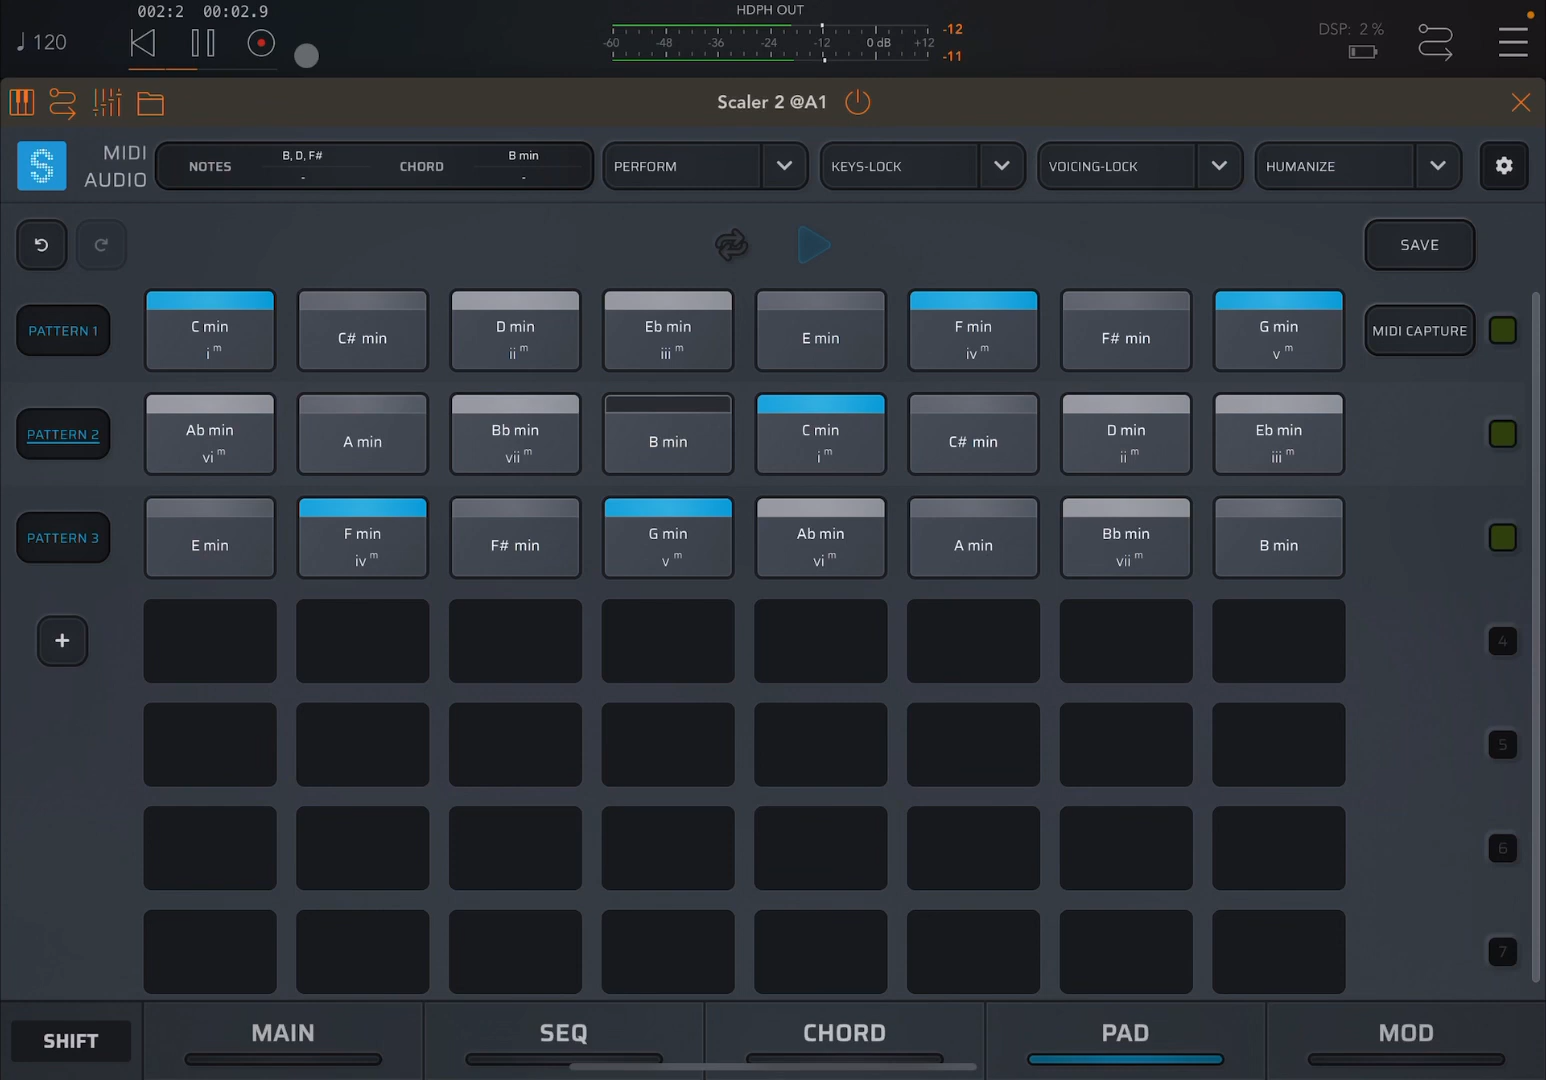 002:2 00:02.9
HDPH OUT
♩ 120
-60 -48 -36 -24 -12 0 dB +12
-12
-11
DSP: 2 %
Scaler 2 @A1
S
MIDI
AUDIO
NOTES
B, D, F#
-
CHORD
B min
-
PERFORM
KEYS-LOCK
VOICING-LOCK
HUMANIZE
SAVE
PATTERN 1
C min
i m
C# min
D min
ii m
Eb min
iii m
E min
F min
iv m
F# min
G min
v m
MIDI CAPTURE
PATTERN 2
Ab min
vi m
A min
Bb min
vii m
B min
C min
i m
C# min
D min
ii m
Eb min
iii m
PATTERN 3
E min
F min
iv m
F# min
G min
v m
Ab min
vi m
A min
Bb min
vii m
B min
+
4
5
6
7
SHIFT
MAIN
SEQ
CHORD
PAD
MOD